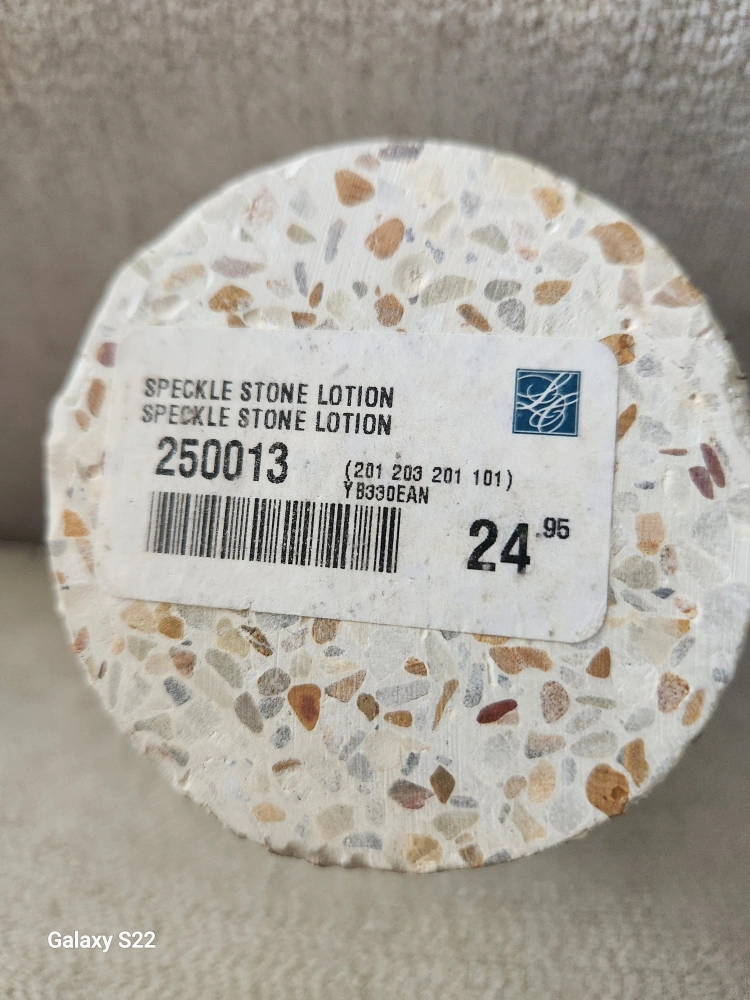 SPECKLE STONE LOTION
SPECKLE STONE LOTION
250013
(201 203 201 101)
YB330EAN
24.95
Galaxy S22